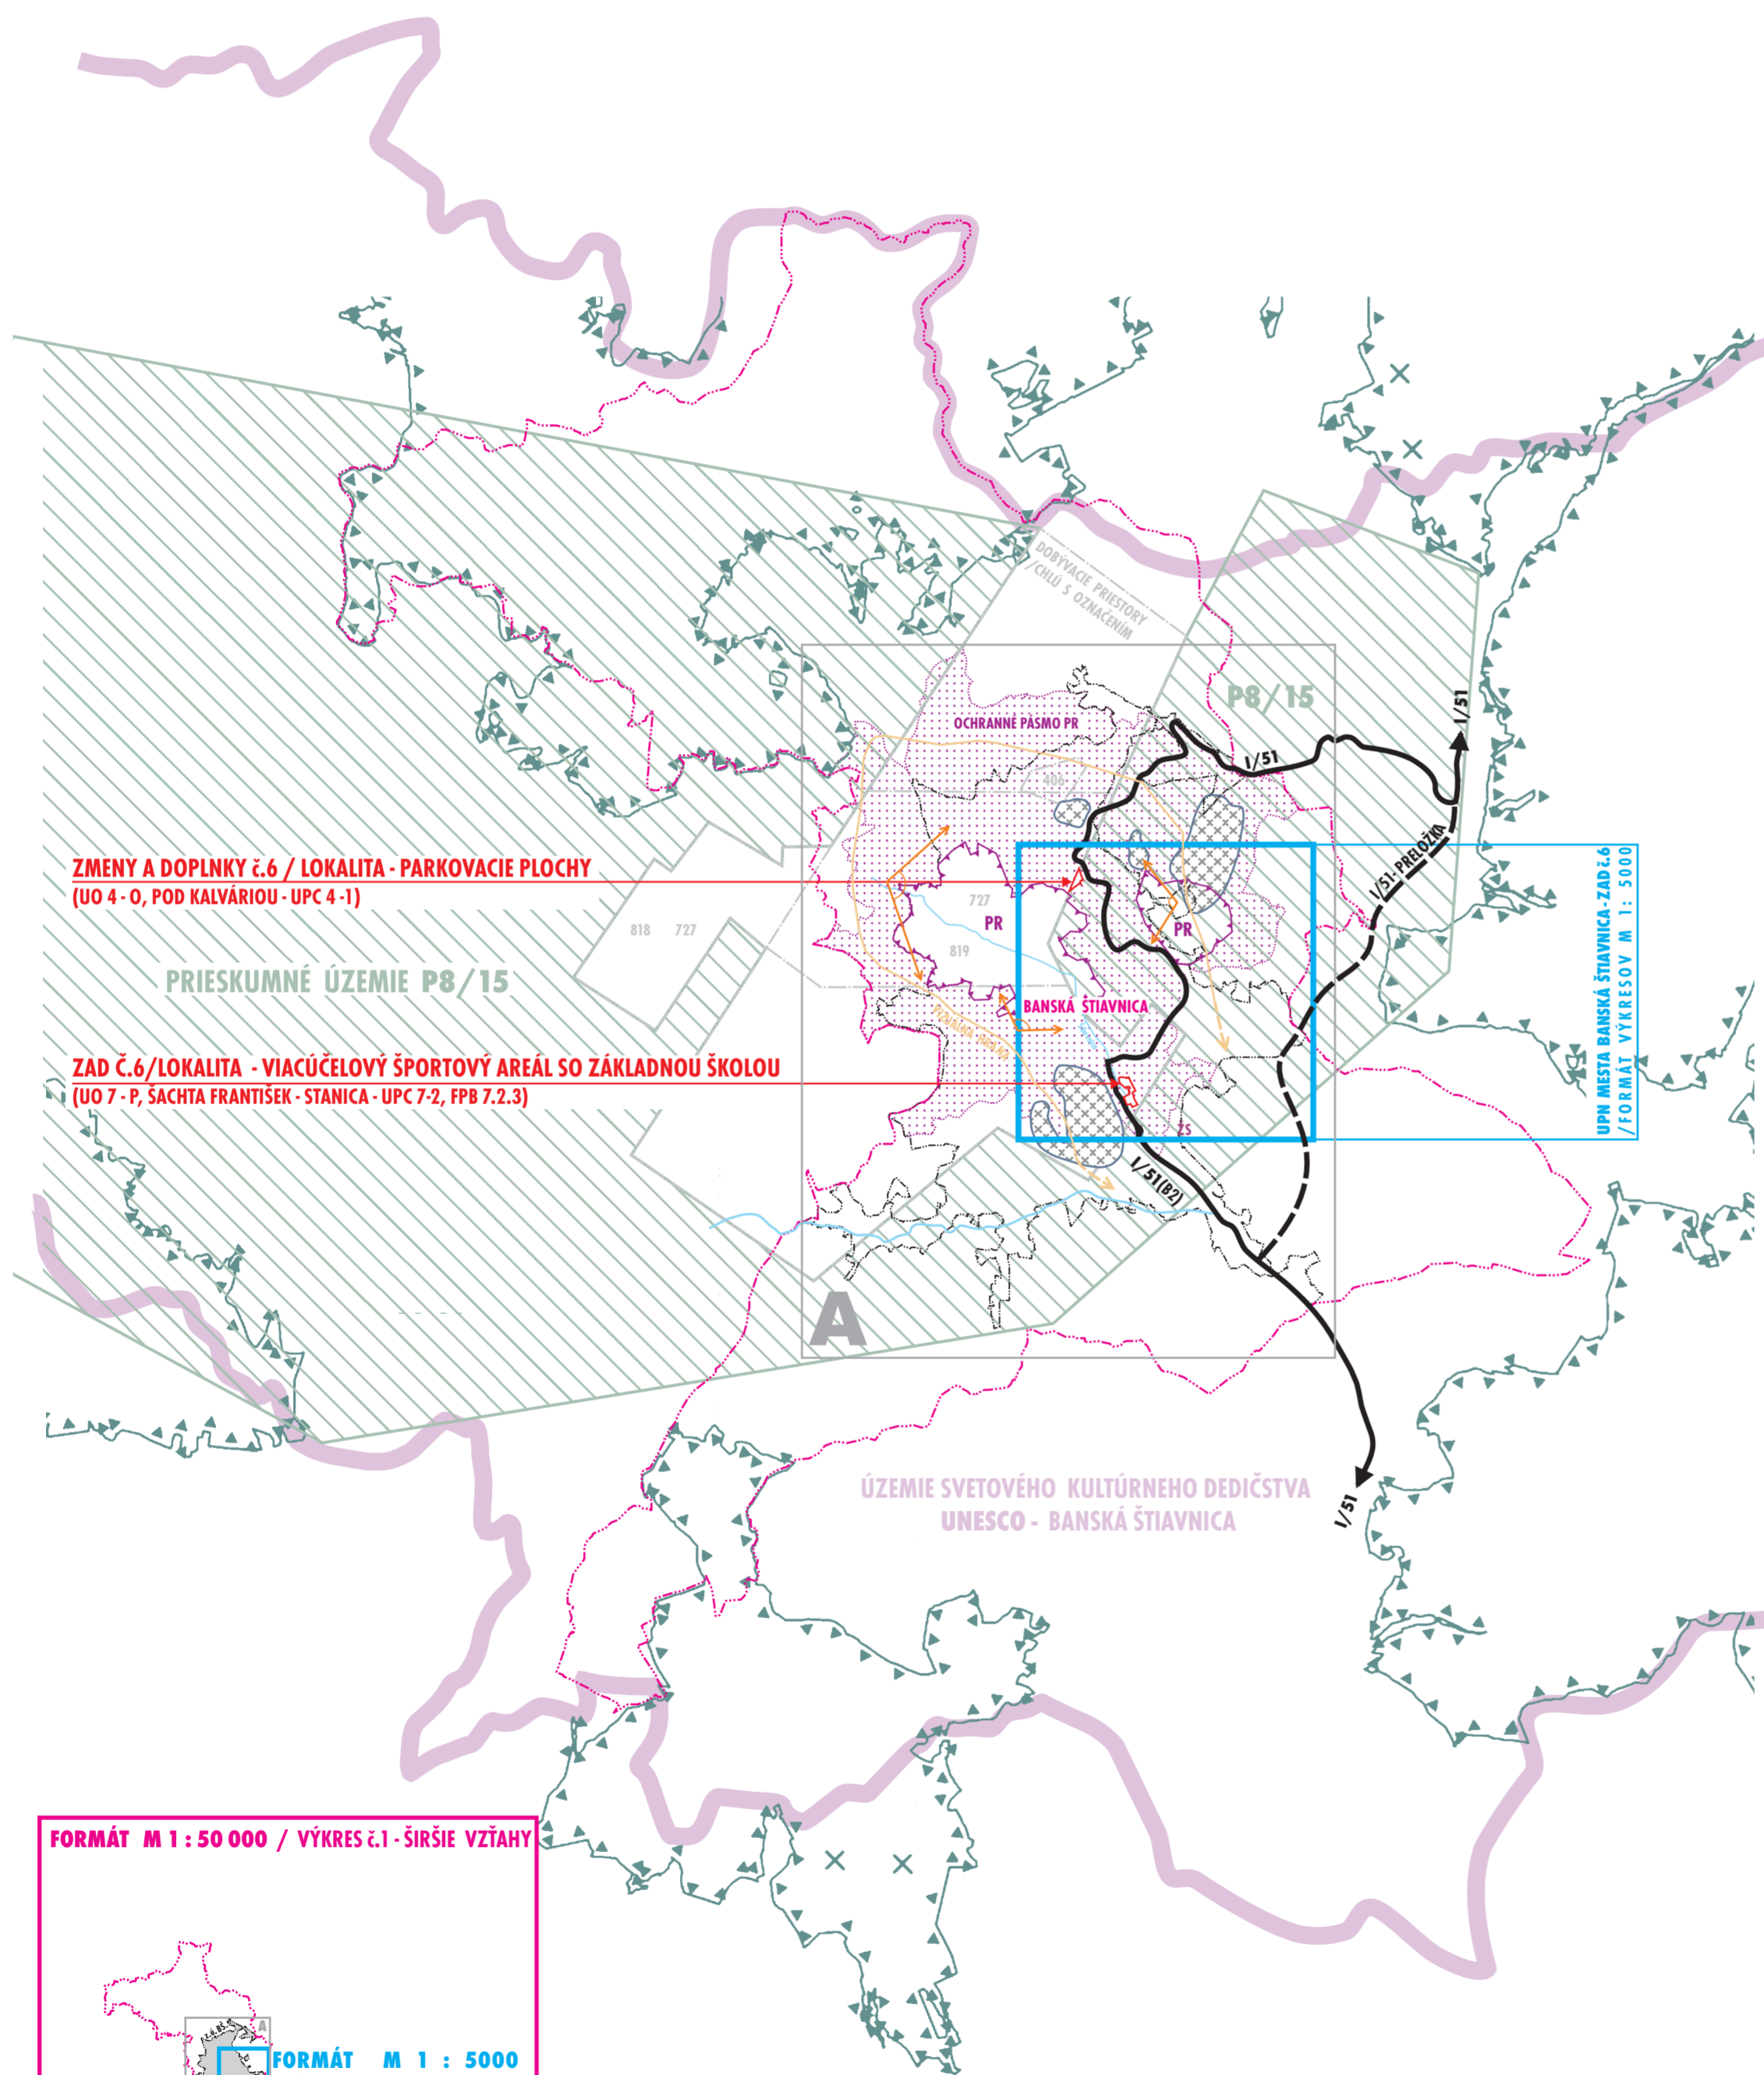 DOBÝVACIE PRIESTORY
/CHLÚ S OZNAČENÍM
P8/15
I/51
OCHRANNÉ PÁSMO PR
I/51
406
I/51- PRELOŽKA
ZMENY A DOPLNKY č.6 / LOKALITA - PARKOVACIE PLOCHY
(UO 4 - O, POD KALVÁRIOU - UPC 4 -1)
UPN MESTA BANSKÁ ŠTIAVNICA - ZAD č.6
/FORMÁT VÝKRESOV M 1: 5000
727
PR
PR
818 727
819
PRIESKUMNÉ ÚZEMIE P8/15
BANSKÁ ŠTIAVNICA
ZAD Č.6/LOKALITA - VIACÚČELOVÝ ŠPORTOVÝ AREÁL SO ZÁKLADNOU ŠKOLOU
(UO 7 - P, ŠACHTA FRANTIŠEK - STANICA - UPC 7-2, FPB 7.2.3)
ZS
I/51(B2)
A
ÚZEMIE SVETOVÉHO KULTÚRNEHO DEDIČSTVA
UNESCO - BANSKÁ ŠTIAVNICA
I/51
FORMÁT M 1 : 50 000 / VÝKRES č.1 - ŠIRŠIE VZŤAHY
A
FORMÁT M 1 : 5000